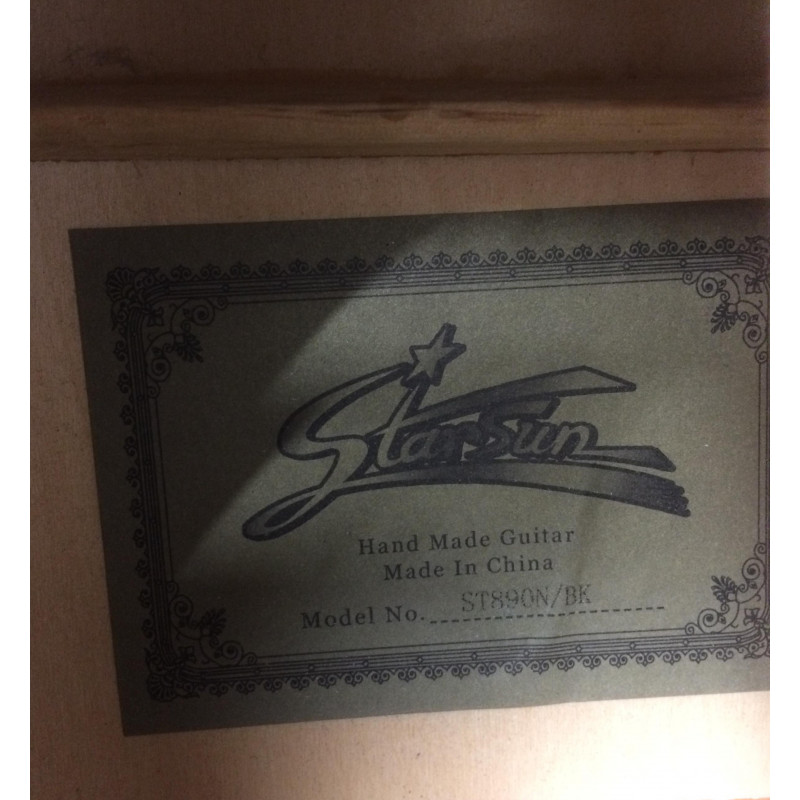 StarSun
Hand Made Guitar
Made In China
Model No. ST890N/BK